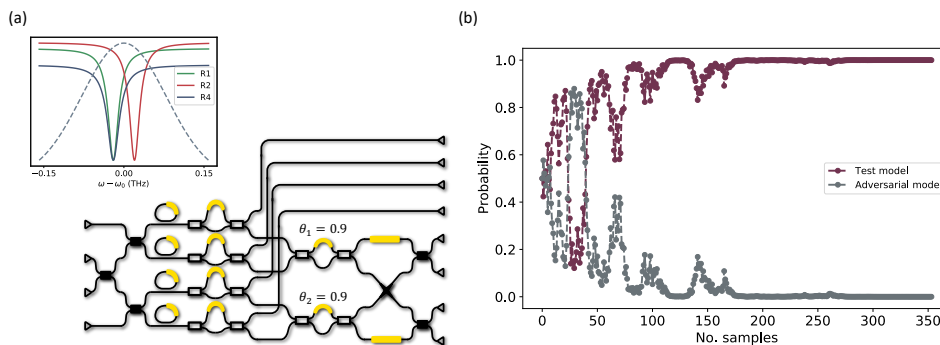 (a)
R1
R2
R4
−0.15
0.00
0.15
ω − ω₀ (THz)
θ₁ = 0.9
θ₂ = 0.9
(b)
1.0
0.8
0.6
0.4
0.2
0.0
Probability
Test model
Adversarial model
0
50
100
150
200
250
300
350
No. samples